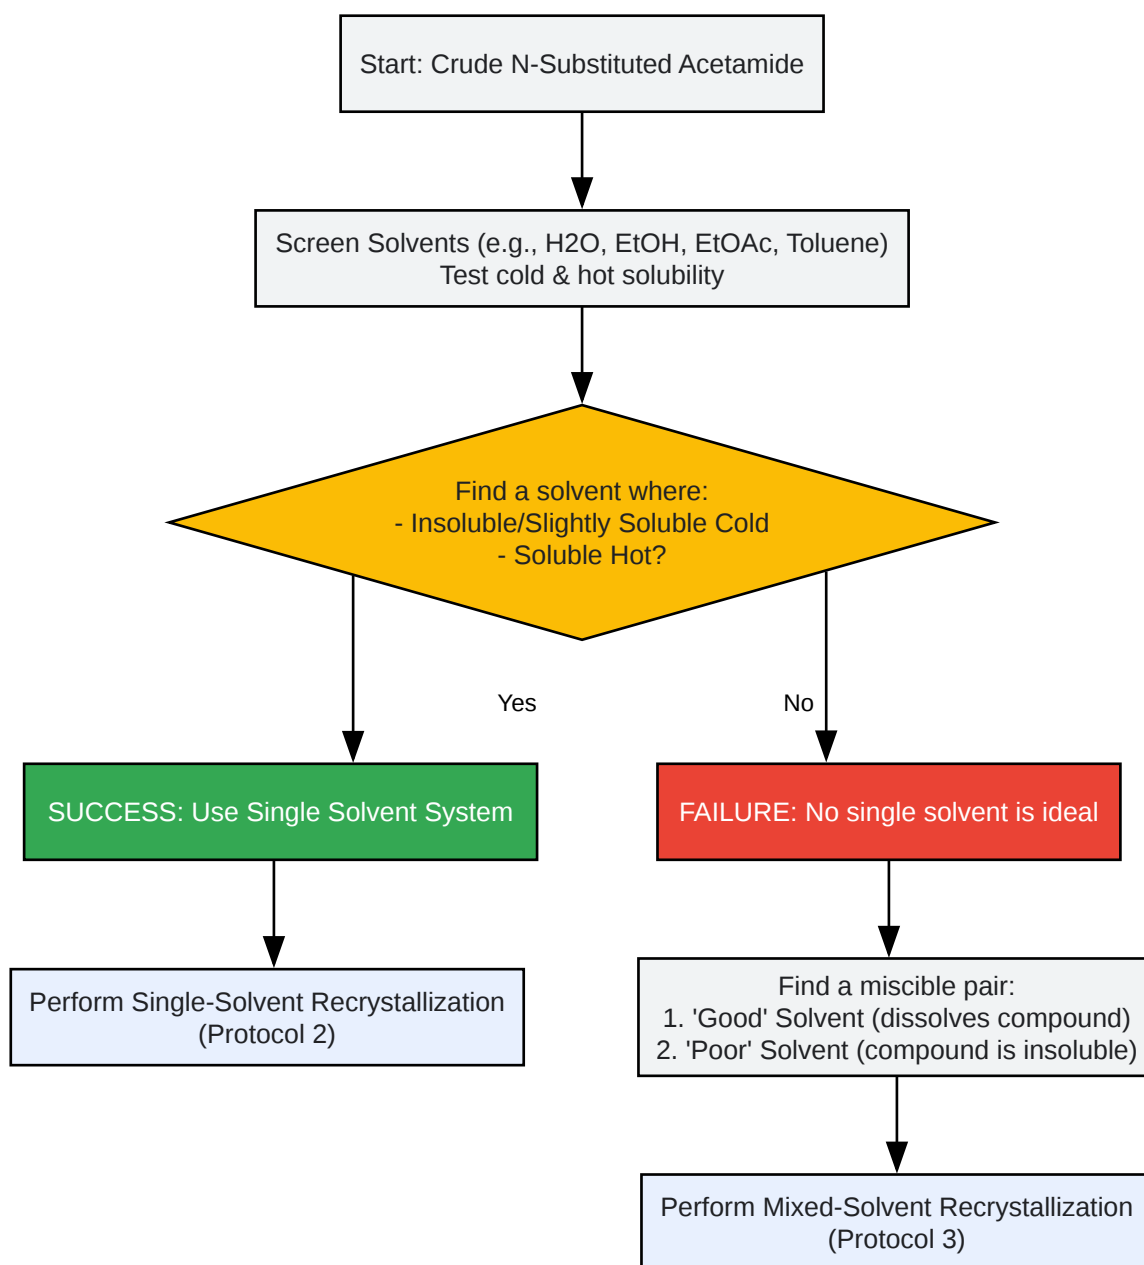 Start: Crude N-Substituted Acetamide
Screen Solvents (e.g., H2O, EtOH, EtOAc, Toluene)
Test cold & hot solubility
Find a solvent where:
- Insoluble/Slightly Soluble Cold
- Soluble Hot?
Yes
No
SUCCESS: Use Single Solvent System
FAILURE: No single solvent is ideal
Perform Single-Solvent Recrystallization
(Protocol 2)
Find a miscible pair:
1. 'Good' Solvent (dissolves compound)
2. 'Poor' Solvent (compound is insoluble)
Perform Mixed-Solvent Recrystallization
(Protocol 3)